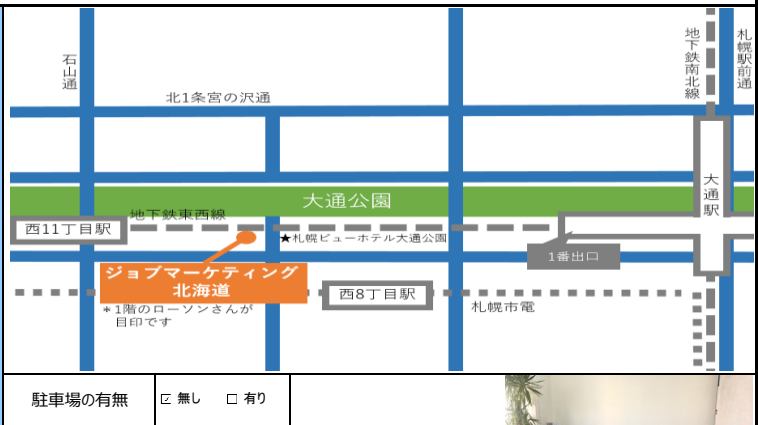 石山通
北1条宮の沢通
地下鉄南北線
札幌駅前通
大通公園
大通駅
地下鉄東西線
西11丁目駅
★札幌ビューホテル大通公園
1番出口
ジョブマーケティング
北海道
西8丁目駅
札幌市電
＊1階のローソンさんが
目印です
駐車場の有無
☑ 無し □ 有り